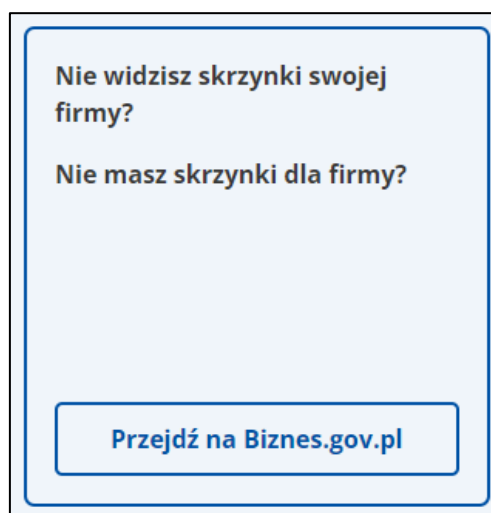 Nie widzisz skrzynki swojej
firmy?
Nie masz skrzynki dla firmy?
Przejdź na Biznes.gov.pl